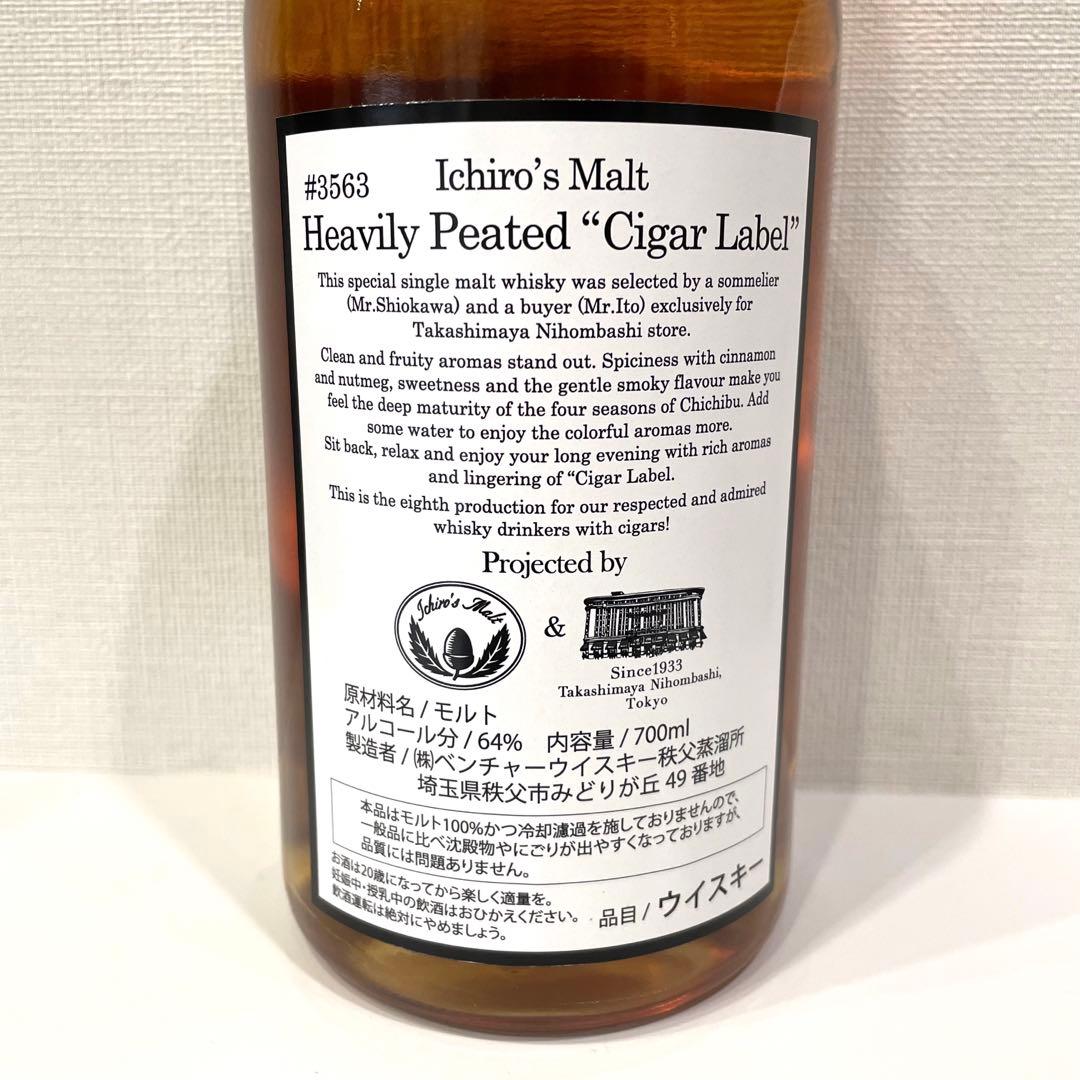 #3563
Ichiro's Malt
Heavily Peated “Cigar Label”
This special single malt whisky was selected by a sommelier
(Mr.Shiokawa) and a buyer (Mr.Ito) exclusively for
Takashimaya Nihombashi store.
Clean and fruity aromas stand out. Spiciness with cinnamon
and nutmeg, sweetness and the gentle smoky flavour make you
feel the deep maturity of the four seasons of Chichibu. Add
some water to enjoy the colorful aromas more.
Sit back, relax and enjoy your long evening with rich aromas
and lingering of “Cigar Label.
This is the eighth production for our respected and admired
whisky drinkers with cigars!
Projected by
Ichiro's Malt
&
Since1933
Takashimaya Nihombashi,
Tokyo
原材料名/モルト
アルコール分/64% 内容量/700ml
製造者/㈱ベンチャーウイスキー秩父蒸溜所
埼玉県秩父市みどりが丘49番地
本品はモルト100%かつ冷却濾過を施しておりませんので、
一般品に比べ沈殿物やにごりが出やすくなっておりますが、
品質には問題ありません。
お酒は20歳になってから楽しく適量を。
妊娠中・授乳中の飲酒はおひかえください。
飲酒運転は絶対にやめましょう。
品目/ウイスキー